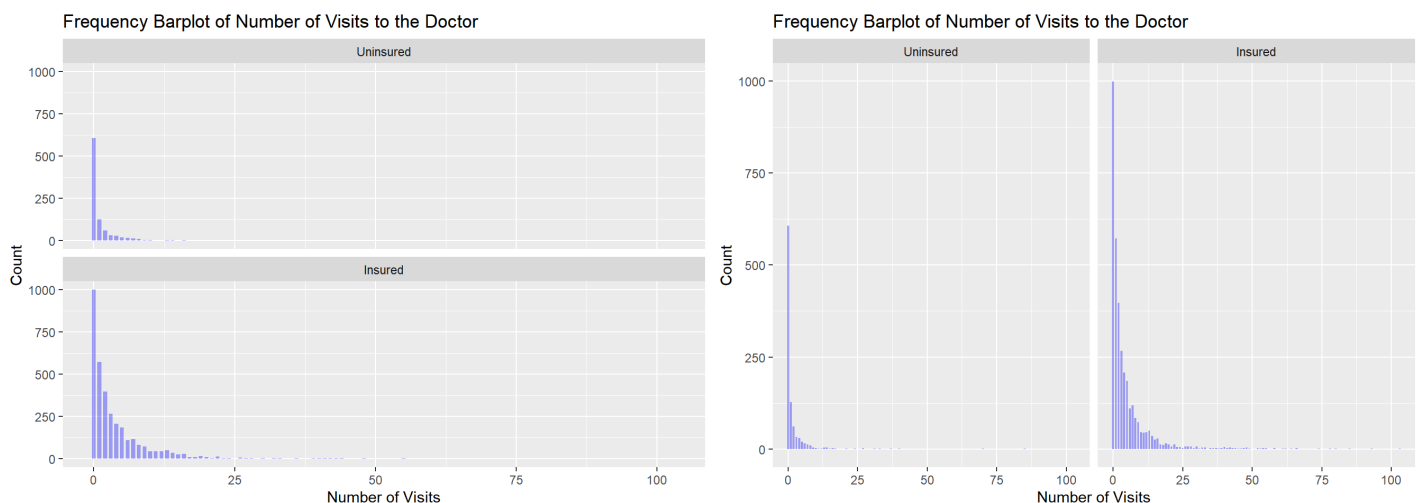 Frequency Barplot of Number of Visits to the Doctor
Uninsured
1000
750
500
250
0
Insured
1000
750
500
250
0
0 25 50 75 100
Number of Visits
Count
Frequency Barplot of Number of Visits to the Doctor
Uninsured Insured
1000
750
500
250
0
0 25 50 75 100 0 25 50 75 100
Number of Visits
Count